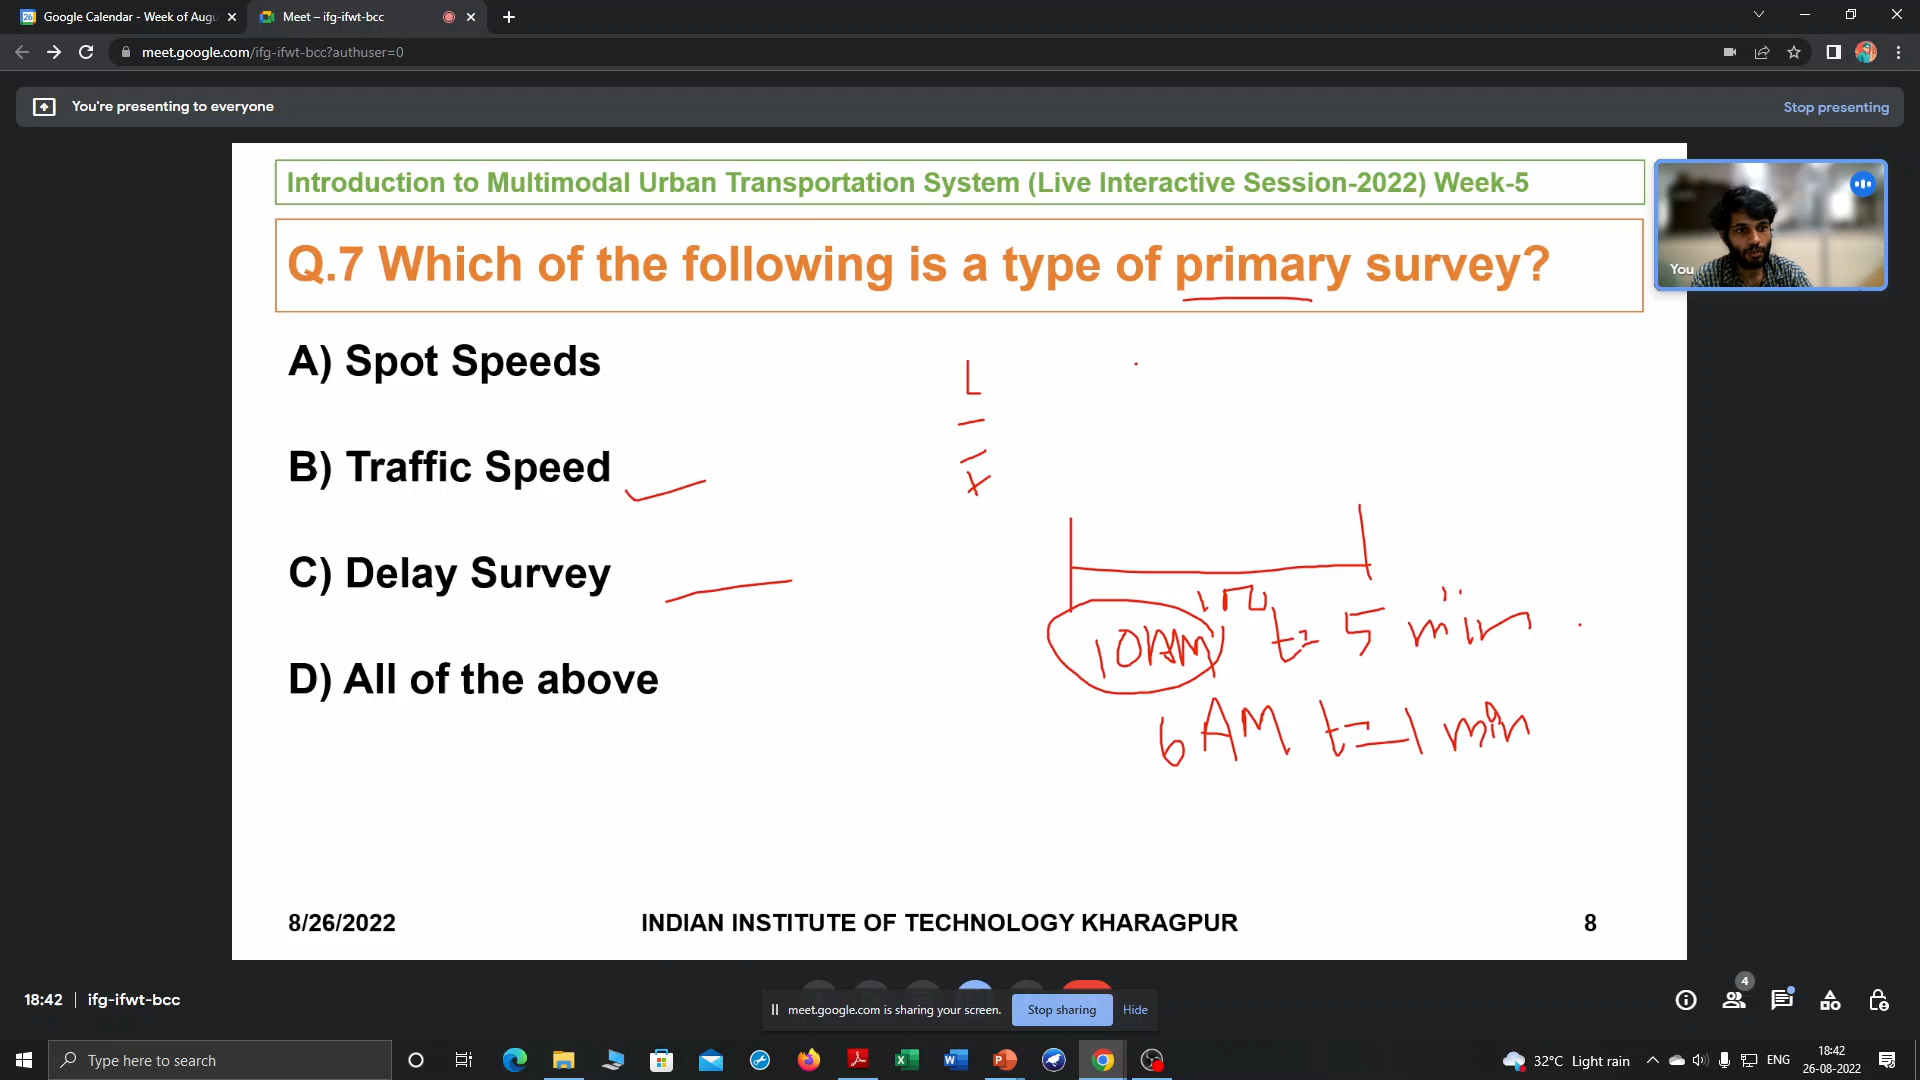 Google Calendar - Week of Augu
Meet – ifg-ifwt-bcc
meet.google.com/ifg-ifwt-bcc?authuser=0
You're presenting to everyone
Stop presenting
Introduction to Multimodal Urban Transportation System (Live Interactive Session-2022) Week-5
Q.7 Which of the following is a type of primary survey?
You
A) Spot Speeds
L
B) Traffic Speed
C) Delay Survey
10AM t= 5 min
D) All of the above
6 AM t=1 min
8/26/2022 INDIAN INSTITUTE OF TECHNOLOGY KHARAGPUR 8
18:42 | ifg-ifwt-bcc
meet.google.com is sharing your screen. Stop sharing Hide
4
Type here to search
32°C Light rain
ENG
18:42
26-08-2022